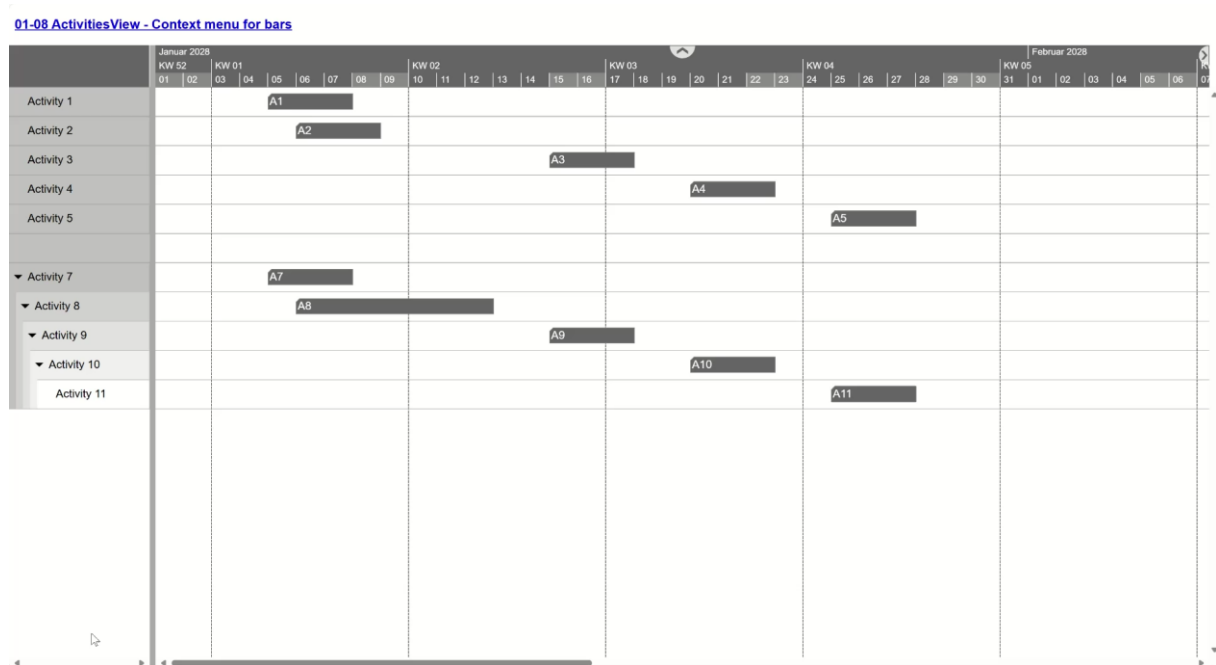 01-08 ActivitiesView - Context menu for bars
Januar 2028 Februar 2028
KW 52 KW 01 KW 02 KW 03 KW 04 KW 05
01 02 03 04 05 06 07 08 09 10 11 12 13 14 15 16 17 18 19 20 21 22 23 24 25 26 27 28 29 30 31 01 02 03 04 05 06 07
Activity 1 A1
Activity 2 A2
Activity 3 A3
Activity 4 A4
Activity 5 A5
Activity 7 A7
Activity 8 A8
Activity 9 A9
Activity 10 A10
Activity 11 A11